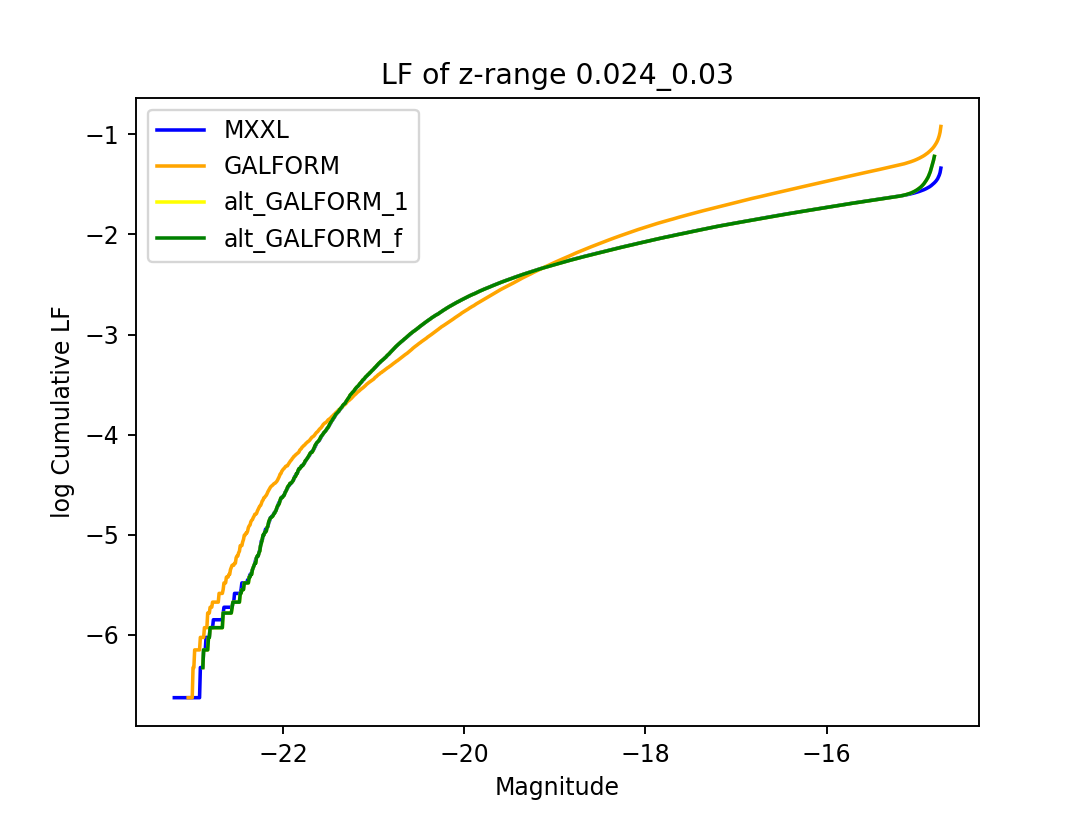 LF of z-range 0.024_0.03
MXXL
GALFORM
alt_GALFORM_1
alt_GALFORM_f
log Cumulative LF
−1
−2
−3
−4
−5
−6
−22
−20
−18
−16
Magnitude